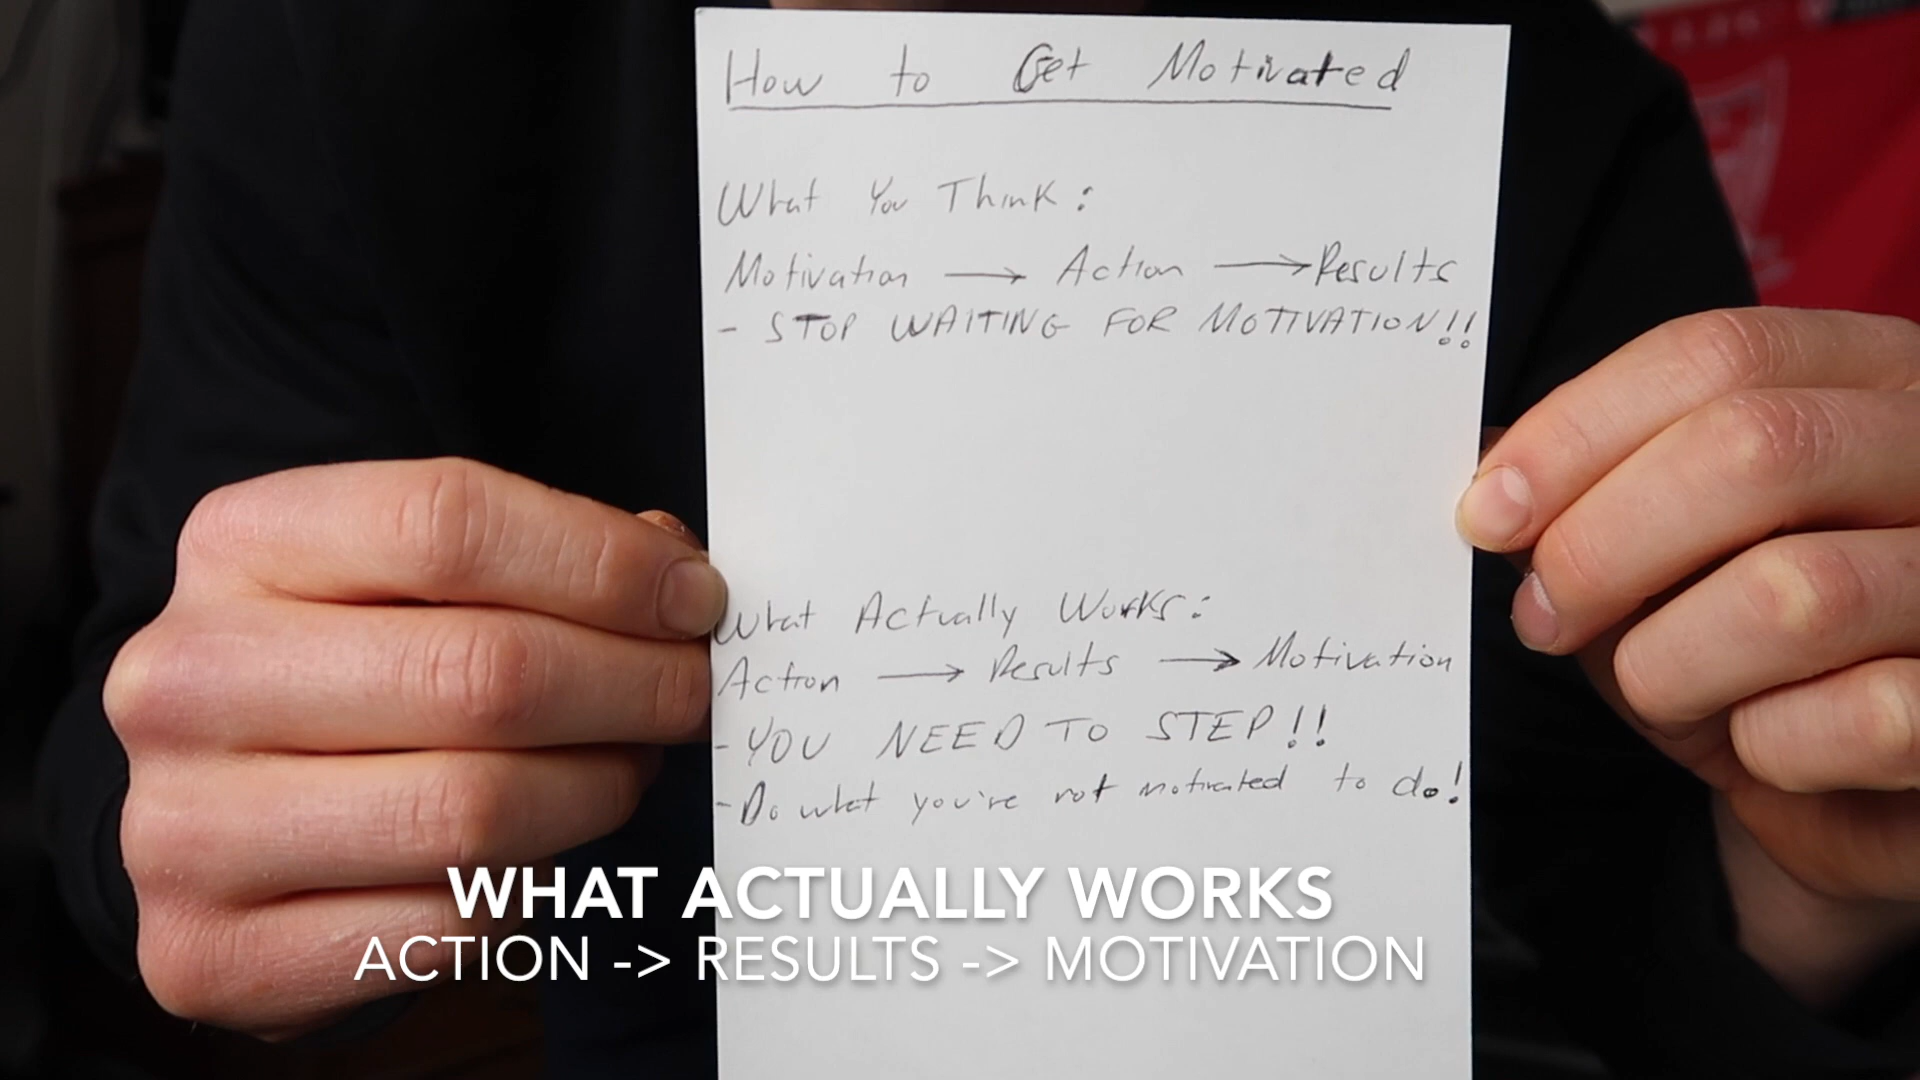 How to Get Motivated
What You Think:
Motivation → Action → Results
- STOP WAITING FOR MOTIVATION!!
What Actually Works:
Action → Results → Motivation
- YOU NEED TO STEP!!
- Do what you're not motivated to do!
WHAT ACTUALLY WORKS
ACTION -> RESULTS -> MOTIVATION